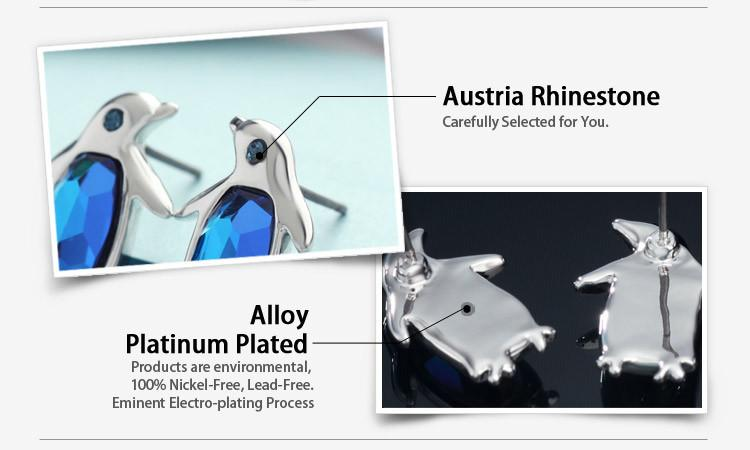 Austria Rhinestone
Carefully Selected for You.
Alloy
Platinum Plated
Products are environmental,
100% Nickel-Free, Lead-Free.
Eminent Electro-plating Process